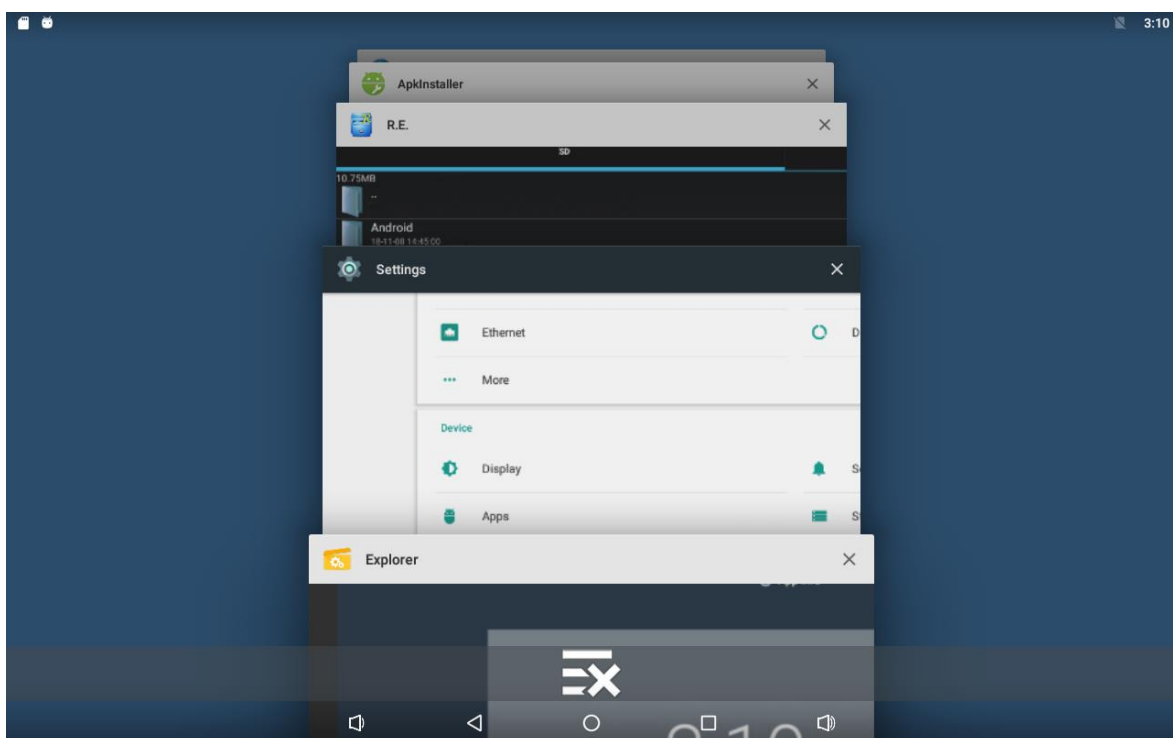 3:10
ApkInstaller
R.E.
SD
10.75MB
..
Android
18-11-08 14:45:00
Settings
Ethernet
D
More
Device
Display
S
Apps
S
Explorer